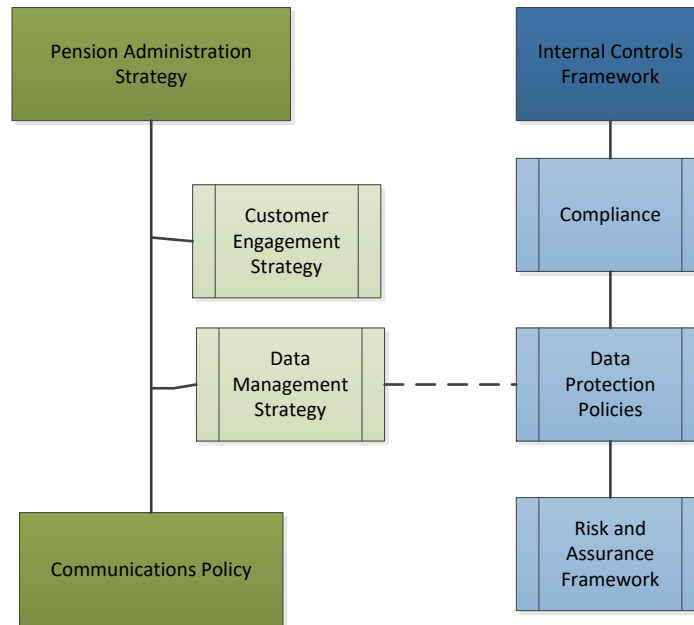 Pension Administration
Strategy
Internal Controls
Framework
Customer
Engagement
Strategy
Compliance
Data
Management
Strategy
Data
Protection
Policies
Communications Policy
Risk and
Assurance
Framework